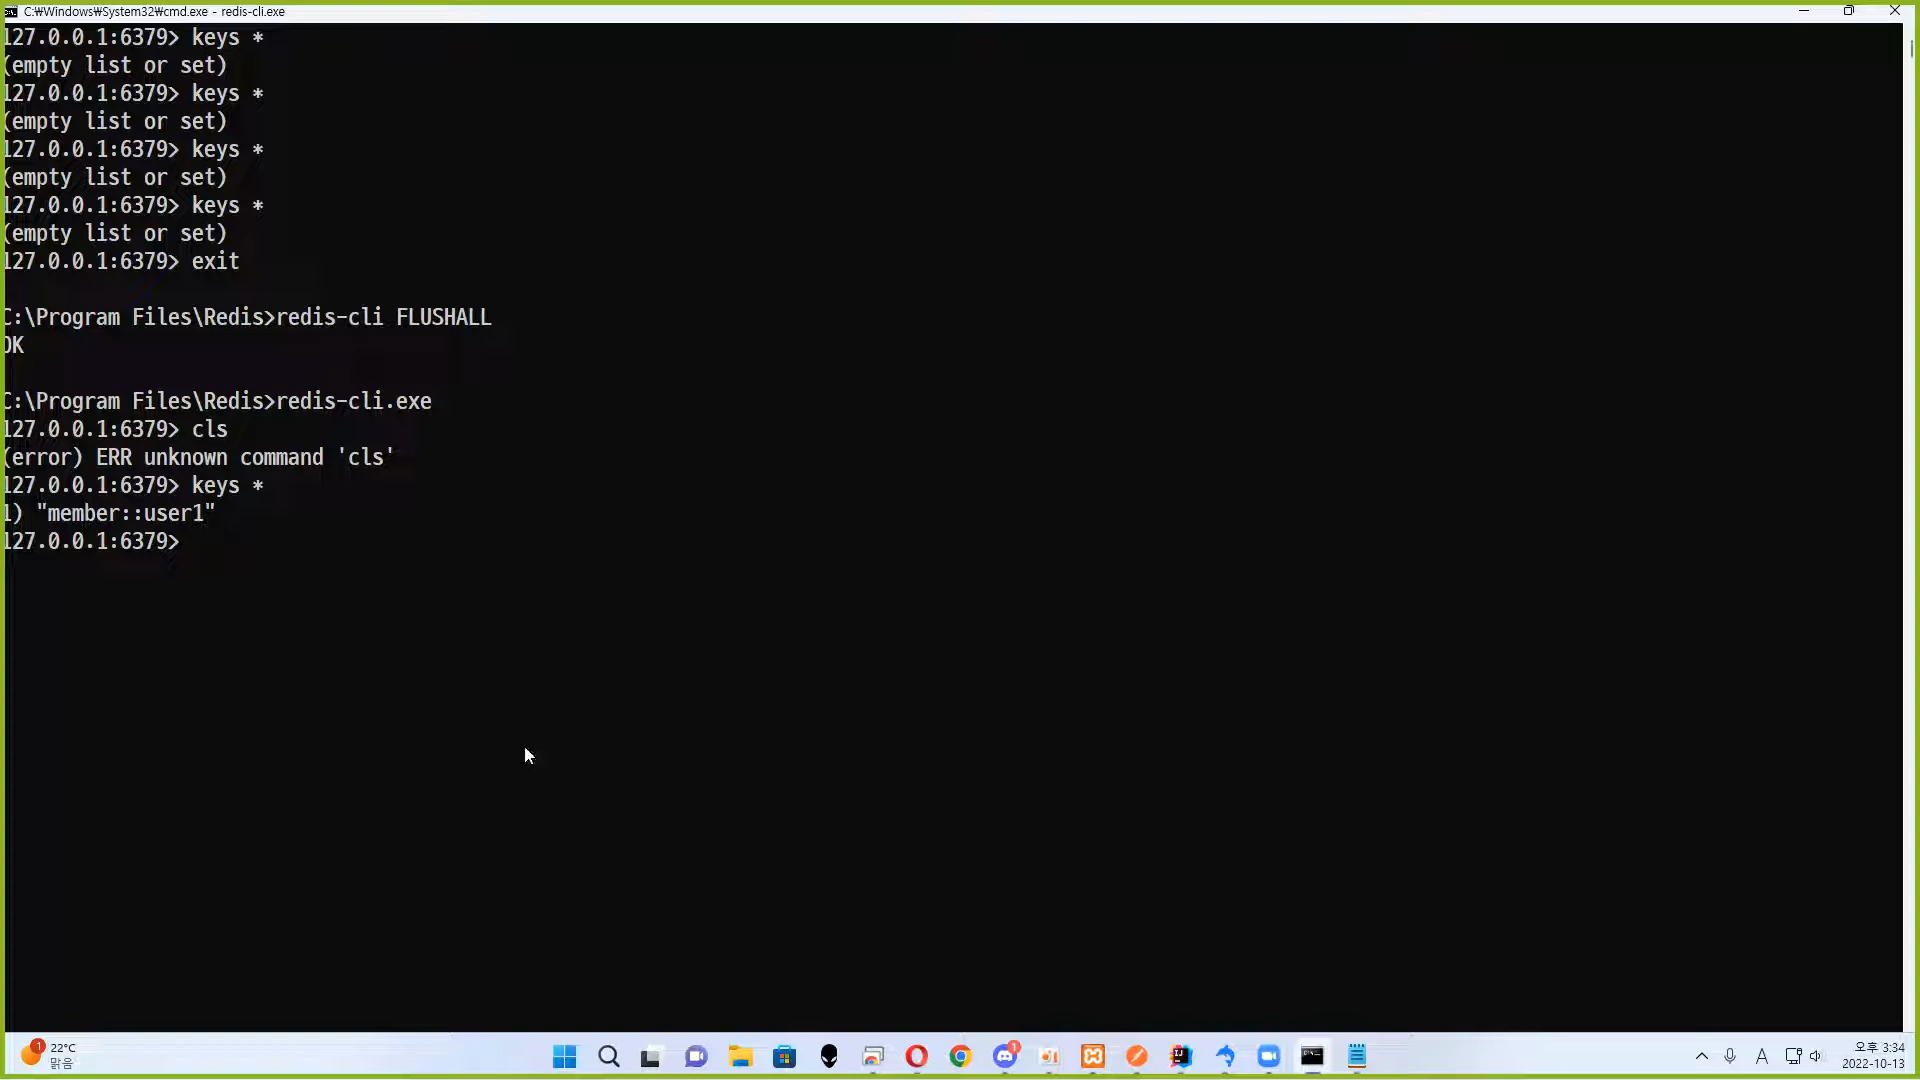 C:₩Windows₩System32₩cmd.exe - redis-cli.exe
127.0.0.1:6379> keys *
(empty list or set)
127.0.0.1:6379> keys *
(empty list or set)
127.0.0.1:6379> keys *
(empty list or set)
127.0.0.1:6379> keys *
(empty list or set)
127.0.0.1:6379> exit
C:\Program Files\Redis>redis-cli FLUSHALL
OK
C:\Program Files\Redis>redis-cli.exe
127.0.0.1:6379> cls
(error) ERR unknown command 'cls'
127.0.0.1:6379> keys *
1) "member::user1"
127.0.0.1:6379>
1
22°C
맑음
1
A
오후 3:34
2022-10-13